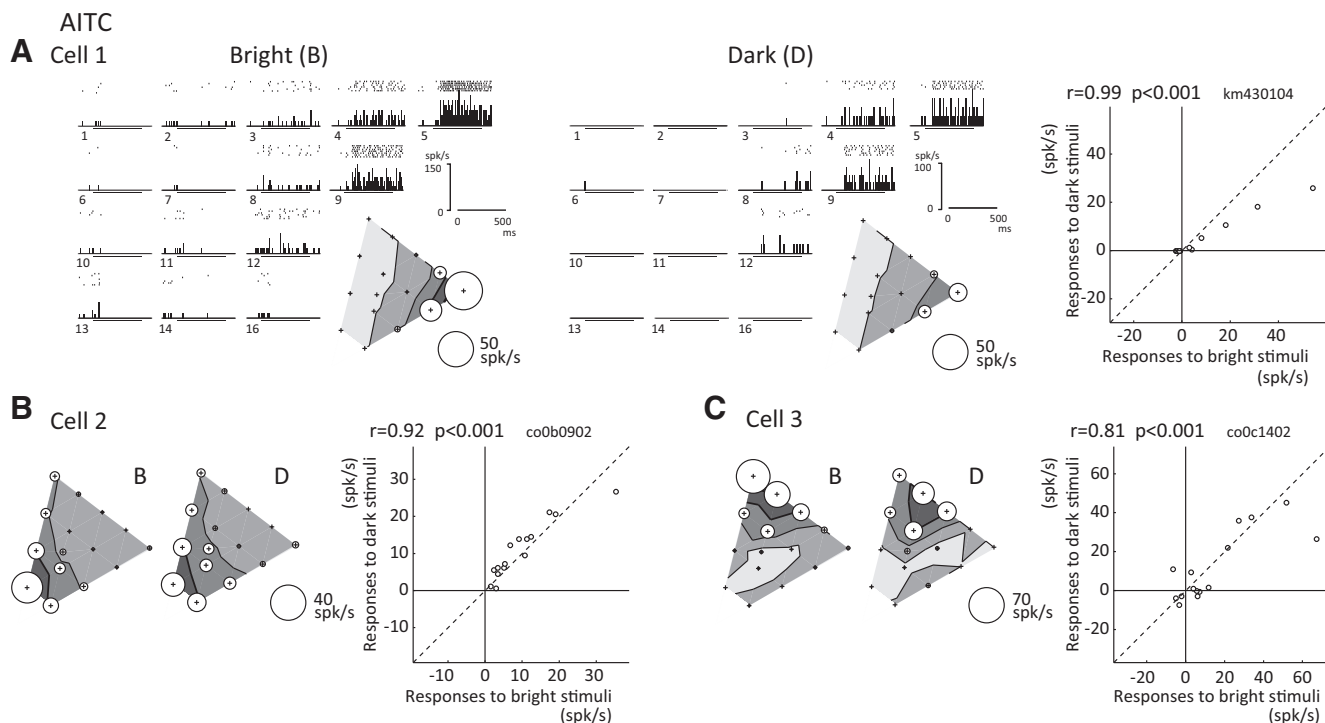 AITC
A Cell 1 Bright (B) Dark (D)
r=0.99 p<0.001 km430104
1 2 3 4 5
6 7 8 9
10 11 12
13 14 16
spk/s
150
0
0 500
ms
50
spk/s
1 2 3 4 5
6 7 8 9
10 11 12
13 14 16
spk/s
100
0
0 500
ms
50
spk/s
Responses to dark stimuli (spk/s)
40
20
0
-20
-20 0 20 40
Responses to bright stimuli
(spk/s)
B Cell 2
B D
40
spk/s
r=0.92 p<0.001 co0b0902
Responses to dark stimuli (spk/s)
30
20
10
0
-10
-10 0 10 20 30
Responses to bright stimuli
(spk/s)
C Cell 3
B D
70
spk/s
r=0.81 p<0.001 co0c1402
Responses to dark stimuli (spk/s)
60
40
20
0
-20
-20 0 20 40 60
Responses to bright stimuli
(spk/s)